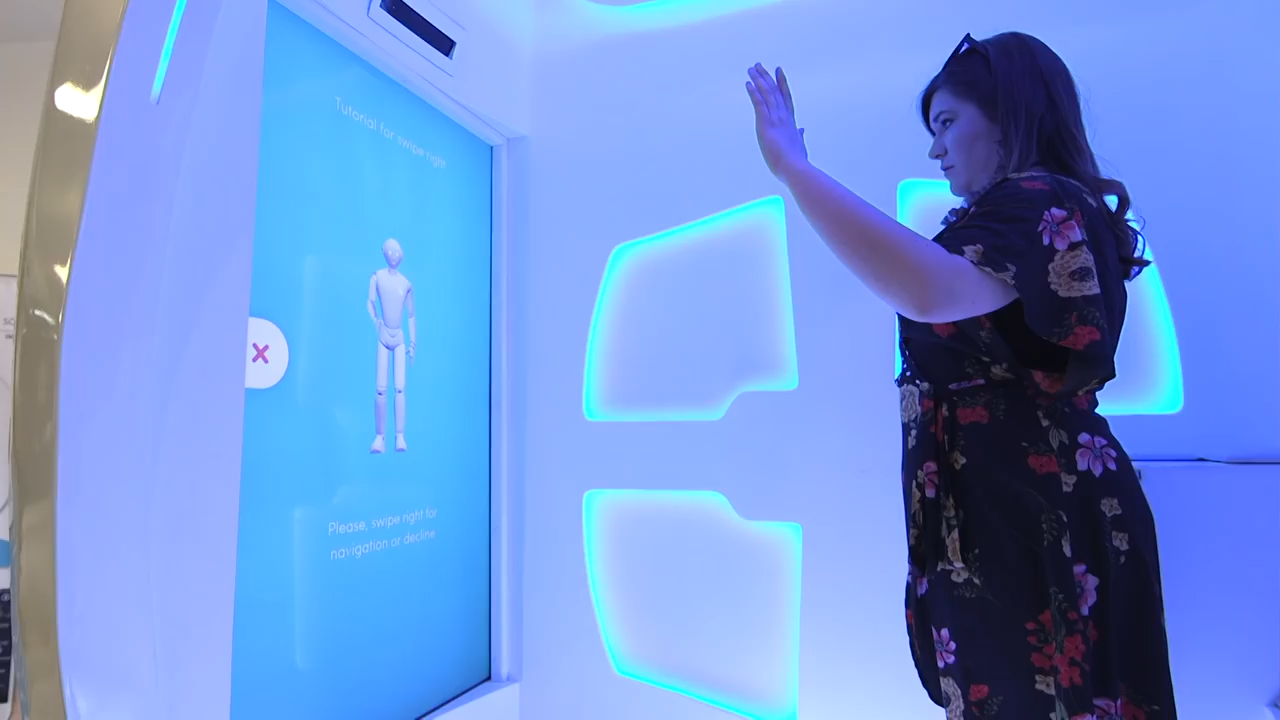 Tutorial for swipe right
Please, swipe right for
navigation or decline